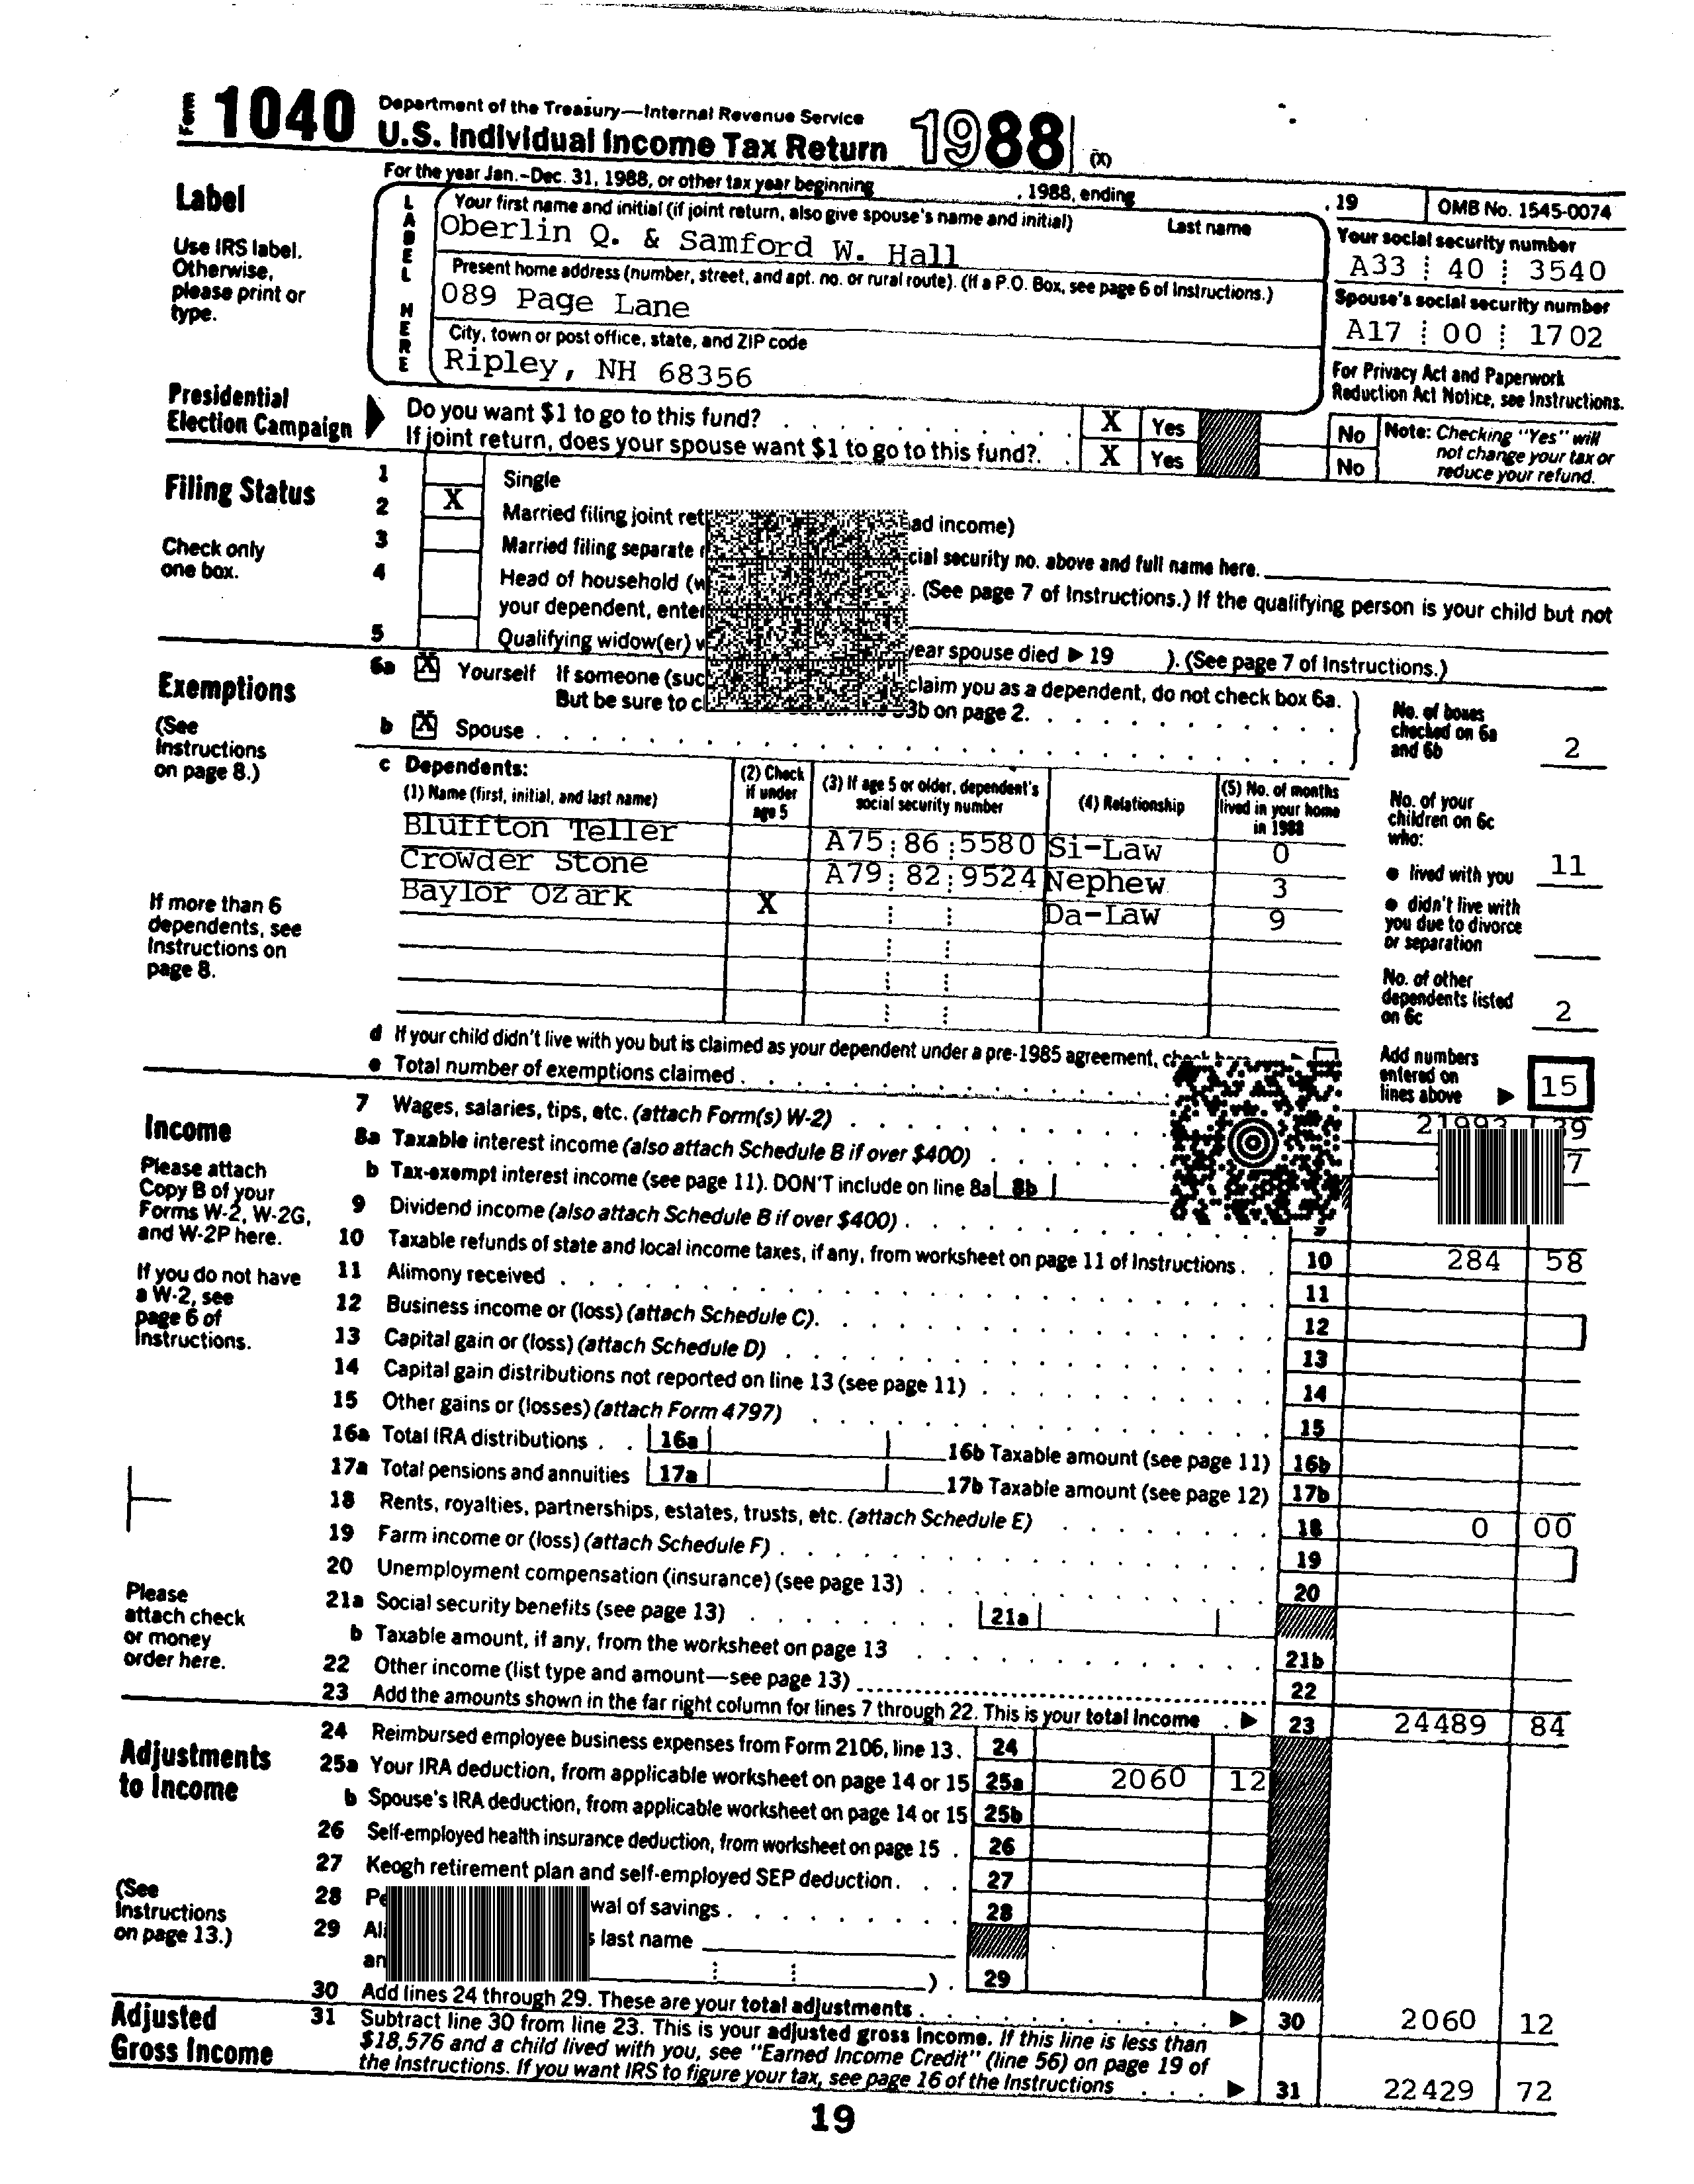 Form 1040 Department of the Treasury—Internal Revenue Service
U.S. Individual Income Tax Return 1988 (X)
For the year Jan.–Dec. 31, 1988, or other tax year beginning , 1988, ending , 19 OMB No. 1545-0074
Label
Use IRS label.
Otherwise,
please print or
type.
LABEL HERE
Your first name and initial (if joint return, also give spouse's name and initial) Last name
Oberlin Q. & Samford W. Hall
Your social security number
A33 40 3540
Present home address (number, street, and apt. no. or rural route). (If a P.O. Box, see page 6 of Instructions.)
089 Page Lane
Spouse's social security number
A17 00 1702
City, town or post office, state, and ZIP code
Ripley, NH 68356
For Privacy Act and Paperwork
Reduction Act Notice, see Instructions.
Presidential
Election Campaign
Do you want $1 to go to this fund? X Yes No
If joint return, does your spouse want $1 to go to this fund? X Yes No
Note: Checking "Yes" will
not change your tax or
reduce your refund.
Filing Status
Check only
one box.
1 Single
2 X Married filing joint ret ad income)
3 Married filing separate cial security no. above and full name here.
4 Head of household . (See page 7 of Instructions.) If the qualifying person is your child but not
your dependent, enter
5 Qualifying widow(er) year spouse died ▶ 19 ). (See page 7 of Instructions.)
Exemptions
(See
Instructions
on page 8.)
6a X Yourself If someone (suc claim you as a dependent, do not check box 6a.
But be sure to 33b on page 2.
b X Spouse
No. of boxes
checked on 6a
and 6b 2
c Dependents:
(1) Name (first, initial, and last name)
(2) Check
if under
age 5
(3) If age 5 or older, dependent's
social security number
(4) Relationship
(5) No. of months
lived in your home
in 1988
Bluffton Teller A75 86 5580 Si-Law 0
Crowder Stone A79 82 9524 Nephew 3
Baylor Ozark X Da-Law 9
If more than 6
dependents, see
Instructions on
page 8.
No. of your
children on 6c
who:
● lived with you 11
● didn't live with
you due to divorce
or separation
No. of other
dependents listed
on 6c 2
d If your child didn't live with you but is claimed as your dependent under a pre-1985 agreement,
e Total number of exemptions claimed
Add numbers
entered on
lines above ▶ 15
Income
Please attach
Copy B of your
Forms W-2, W-2G,
and W-2P here.
If you do not have
a W-2, see
page 6 of
Instructions.
Please
attach check
or money
order here.
7 Wages, salaries, tips, etc. (attach Form(s) W-2) 21993 39
8a Taxable interest income (also attach Schedule B if over $400) 7
b Tax-exempt interest income (see page 11). DON'T include on line 8a 8b
9 Dividend income (also attach Schedule B if over $400)
10 Taxable refunds of state and local income taxes, if any, from worksheet on page 11 of Instructions 10 284 58
11 Alimony received 11
12 Business income or (loss) (attach Schedule C) 12
13 Capital gain or (loss) (attach Schedule D) 13
14 Capital gain distributions not reported on line 13 (see page 11) 14
15 Other gains or (losses) (attach Form 4797) 15
16a Total IRA distributions 16a 16b Taxable amount (see page 11) 16b
17a Total pensions and annuities 17a 17b Taxable amount (see page 12) 17b
18 Rents, royalties, partnerships, estates, trusts, etc. (attach Schedule E) 18 0 00
19 Farm income or (loss) (attach Schedule F) 19
20 Unemployment compensation (insurance) (see page 13) 20
21a Social security benefits (see page 13) 21a
b Taxable amount, if any, from the worksheet on page 13 21b
22 Other income (list type and amount—see page 13) 22
23 Add the amounts shown in the far right column for lines 7 through 22. This is your total income ▶ 23 24489 84
Adjustments
to Income
(See
Instructions
on page 13.)
24 Reimbursed employee business expenses from Form 2106, line 13. 24
25a Your IRA deduction, from applicable worksheet on page 14 or 15 25a 2060 12
b Spouse's IRA deduction, from applicable worksheet on page 14 or 15 25b
26 Self-employed health insurance deduction, from worksheet on page 15 26
27 Keogh retirement plan and self-employed SEP deduction 27
28 Pe wal of savings 28
29 Ali s last name
an ) 29
30 Add lines 24 through 29. These are your total adjustments ▶ 30 2060 12
Adjusted
Gross Income
31 Subtract line 30 from line 23. This is your adjusted gross income. If this line is less than
$18,576 and a child lived with you, see "Earned Income Credit" (line 56) on page 19 of
the Instructions. If you want IRS to figure your tax, see page 16 of the Instructions ▶ 31 22429 72
19